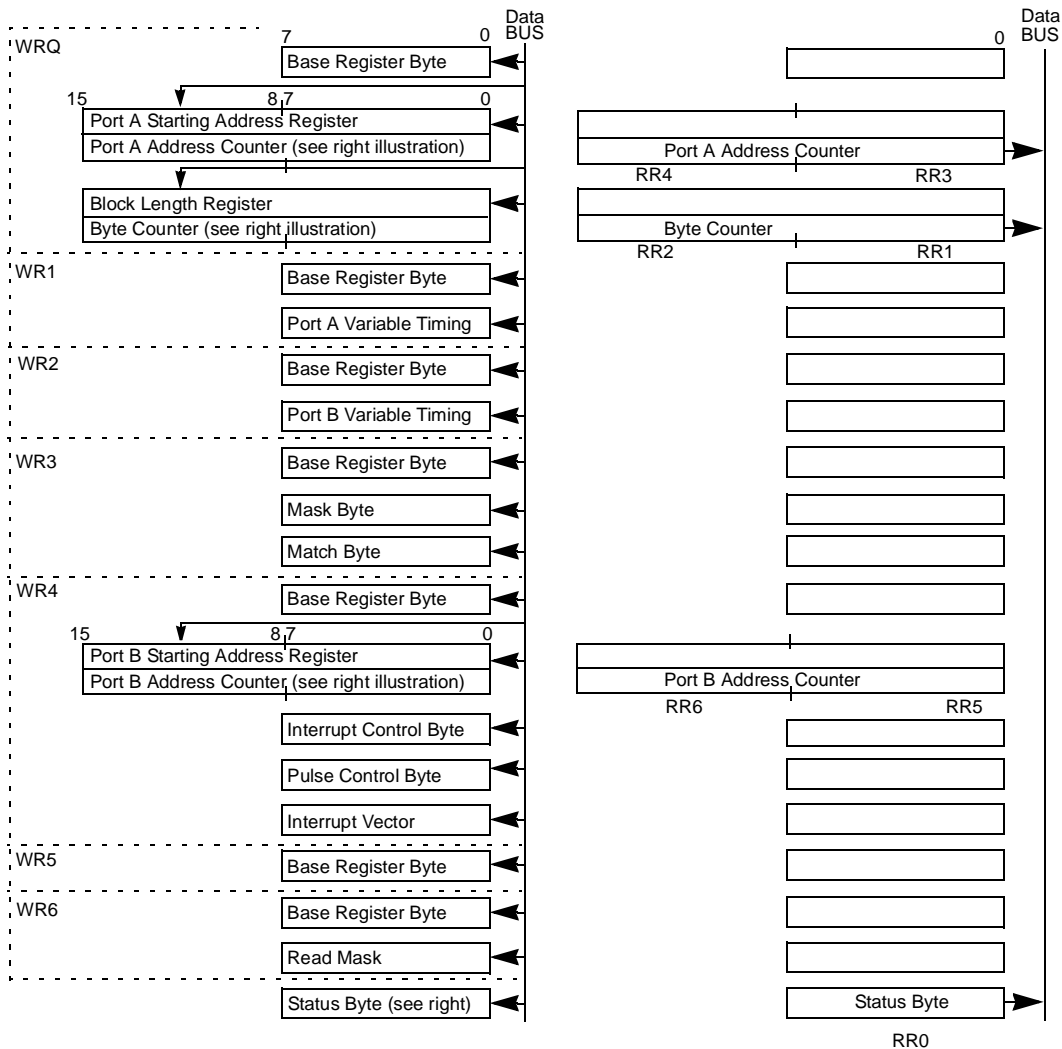 Data BUS
WRQ
7 0
Base Register Byte
15 8 7 0
Port A Starting Address Register
Port A Address Counter (see right illustration)
Block Length Register
Byte Counter (see right illustration)
WR1
Base Register Byte
Port A Variable Timing
WR2
Base Register Byte
Port B Variable Timing
WR3
Base Register Byte
Mask Byte
Match Byte
WR4
Base Register Byte
15 8 7 0
Port B Starting Address Register
Port B Address Counter (see right illustration)
Interrupt Control Byte
Pulse Control Byte
Interrupt Vector
WR5
Base Register Byte
WR6
Base Register Byte
Read Mask
Status Byte (see right)
Data BUS
0
Port A Address Counter
RR4 RR3
Byte Counter
RR2 RR1
Port B Address Counter
RR6 RR5
Status Byte
RR0